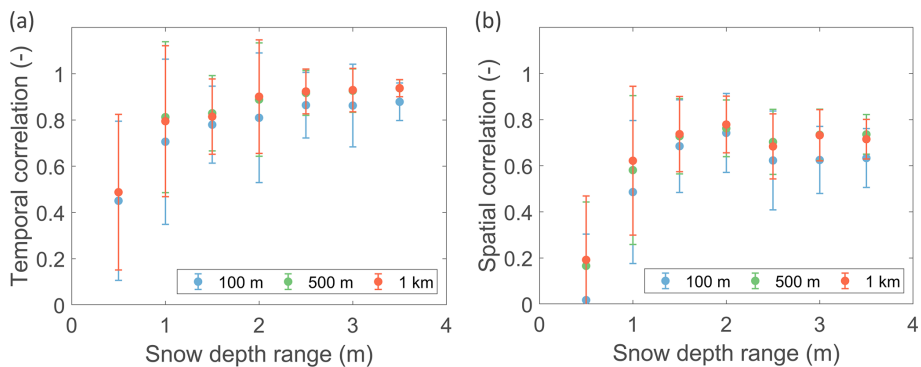 (a)
Temporal correlation (-)
1
0.8
0.6
0.4
0.2
0
0 1 2 3 4
Snow depth range (m)
100 m 500 m 1 km
(b)
Spatial correlation (-)
1
0.8
0.6
0.4
0.2
0
0 1 2 3 4
Snow depth range (m)
100 m 500 m 1 km